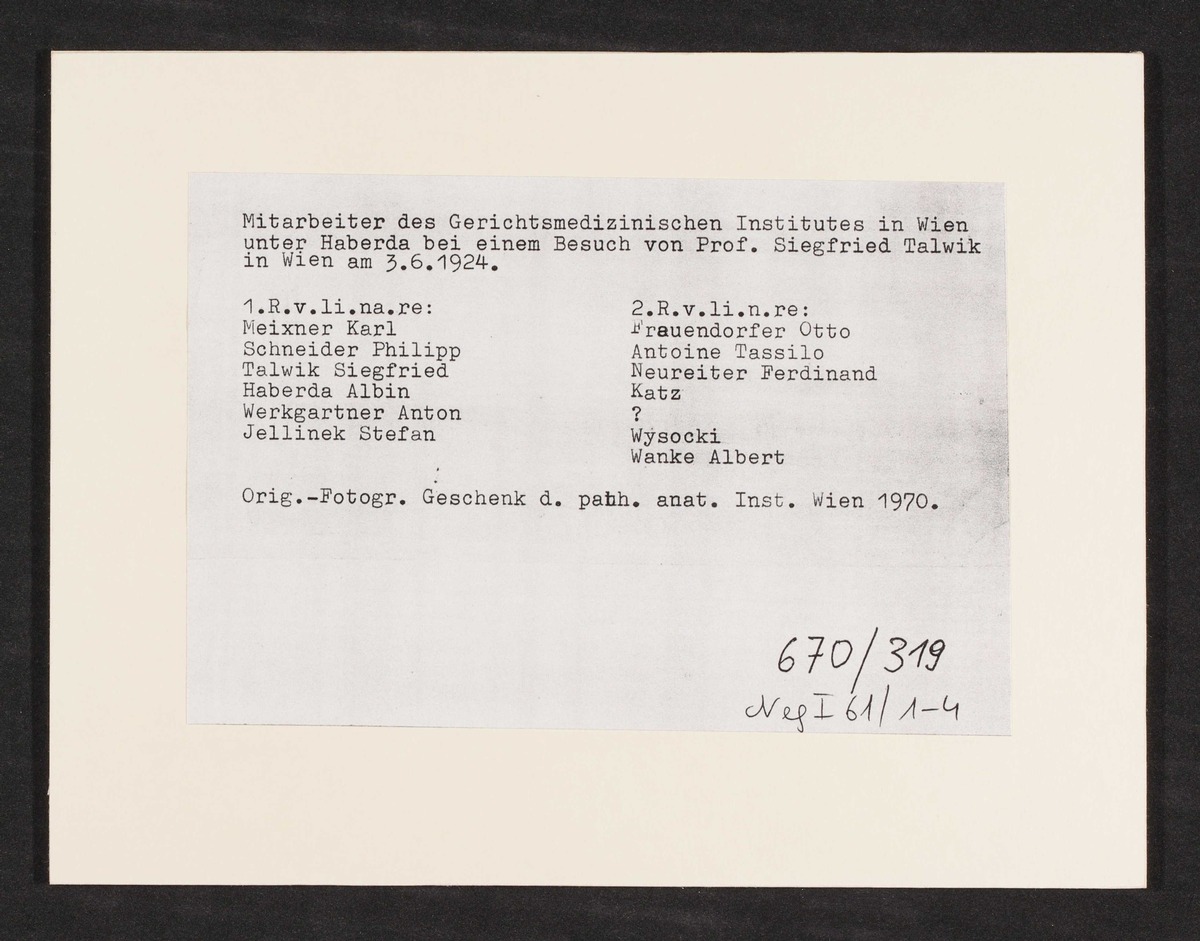 Mitarbeiter des Gerichtsmedizinischen Institutes in Wien
unter Haberda bei einem Besuch von Prof. Siegfried Talwik
in Wien am 3.6.1924.
1.R.v.li.na.re:
Meixner Karl
Schneider Philipp
Talwik Siegfried
Haberda Albin
Werkgartner Anton
Jellinek Stefan
2.R.v.li.n.re:
Frauendorfer Otto
Antoine Tassilo
Neureiter Ferdinand
Katz
?
Wysocki
Wanke Albert
Orig.-Fotogr. Geschenk d. path. anat. Inst. Wien 1970.
670/319
Neg I 61/1-4